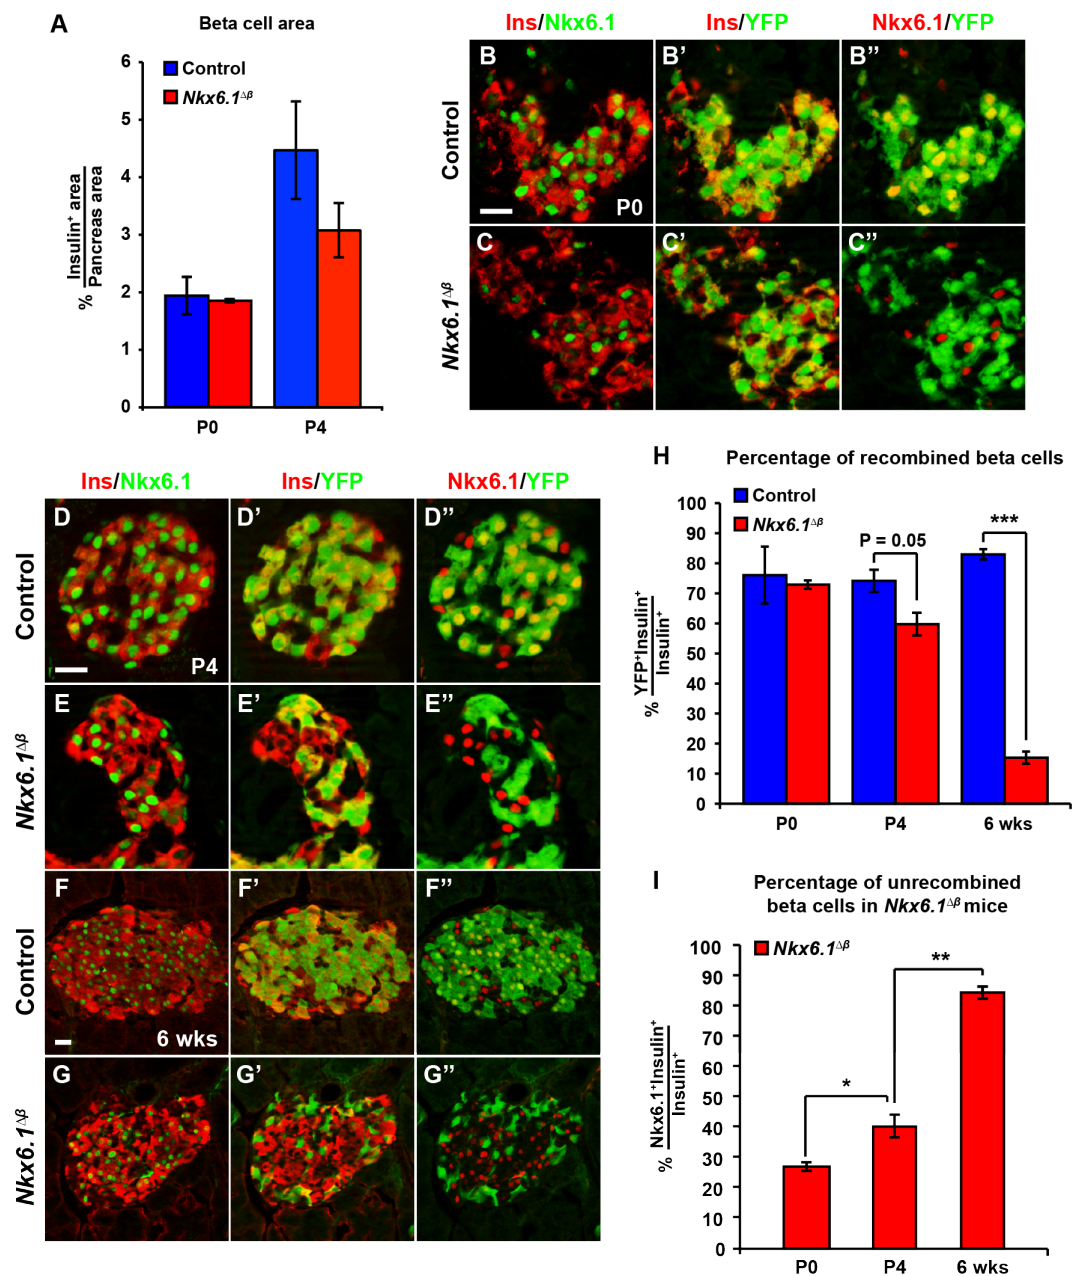 A
Beta cell area
6
5
4
3
2
1
0
Control
Nkx6.1Δβ
% Insulin+ area
Pancreas area
P0
P4
Ins/Nkx6.1
Ins/YFP
Nkx6.1/YFP
Control
B
B’
B’’
P0
Nkx6.1Δβ
C
C’
C’’
Ins/Nkx6.1
Ins/YFP
Nkx6.1/YFP
Control
D
D’
D’’
P4
Nkx6.1Δβ
E
E’
E’’
Control
F
F’
F’’
6 wks
Nkx6.1Δβ
G
G’
G’’
H
Percentage of recombined beta cells
100
90
80
70
60
50
40
30
20
10
0
Control
Nkx6.1Δβ
P = 0.05
***
% YFP+Insulin+
Insulin+
P0
P4
6 wks
I
Percentage of unrecombined
beta cells in Nkx6.1Δβ mice
100
90
80
70
60
50
40
30
20
10
0
Nkx6.1Δβ
**
*
% Nkx6.1+Insulin+
Insulin+
P0
P4
6 wks